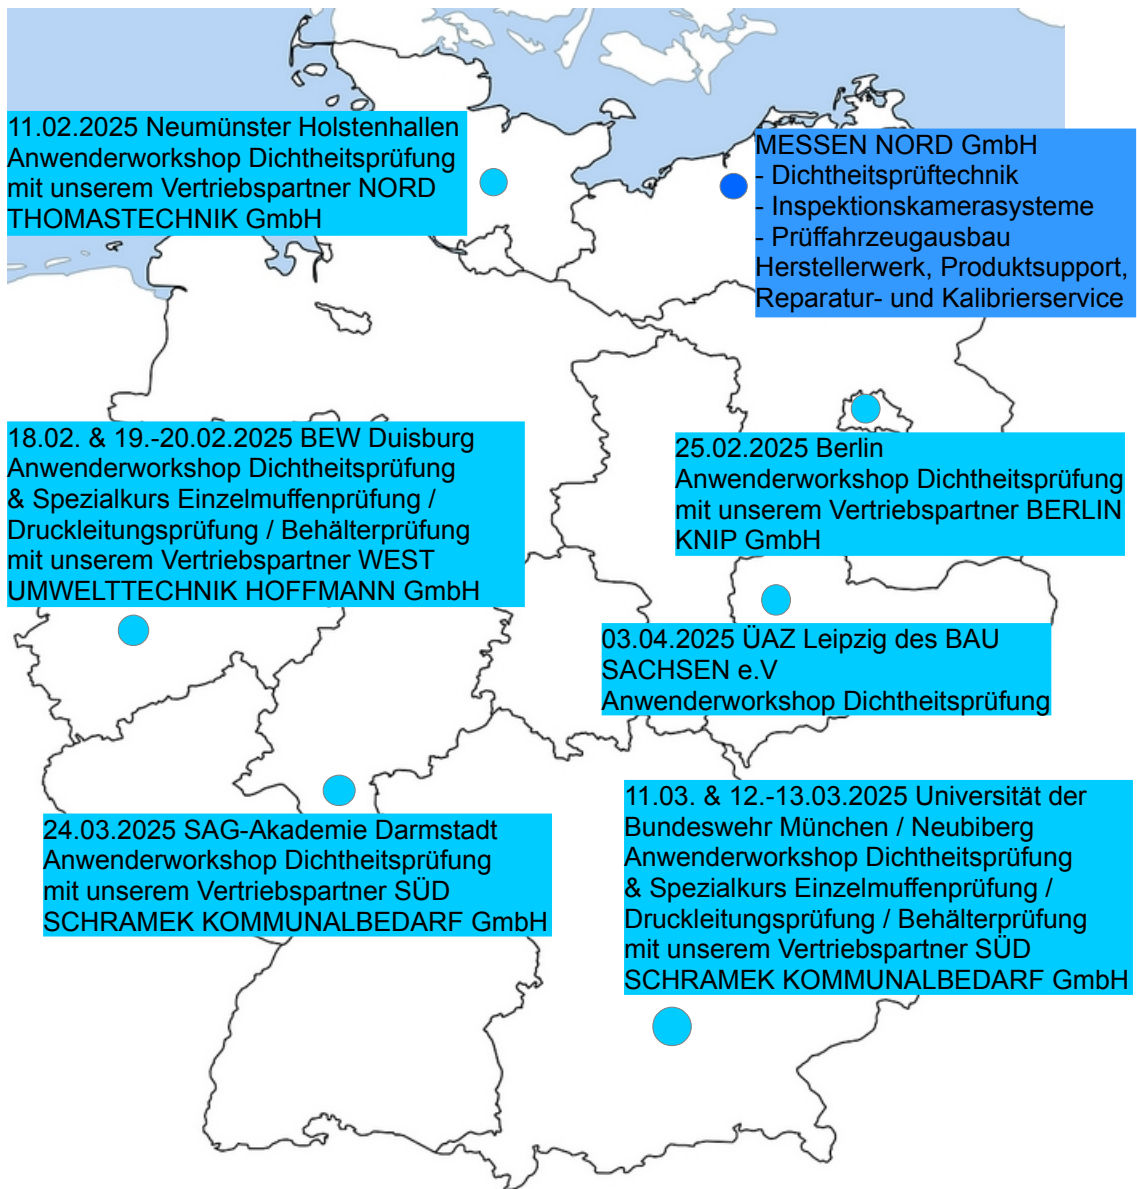 11.02.2025 Neumünster Holstenhallen
Anwenderworkshop Dichtheitsprüfung
mit unserem Vertriebspartner NORD
THOMASTECHNIK GmbH
MESSEN NORD GmbH
- Dichtheitsprüftechnik
- Inspektionskamerasysteme
- Prüffahrzeugausbau
Herstellerwerk, Produktsupport,
Reparatur- und Kalibrierservice
18.02. & 19.-20.02.2025 BEW Duisburg
Anwenderworkshop Dichtheitsprüfung
& Spezialkurs Einzelmuffenprüfung /
Druckleitungsprüfung / Behälterprüfung
mit unserem Vertriebspartner WEST
UMWELTTECHNIK HOFFMANN GmbH
25.02.2025 Berlin
Anwenderworkshop Dichtheitsprüfung
mit unserem Vertriebspartner BERLIN
KNIP GmbH
03.04.2025 ÜAZ Leipzig des BAU
SACHSEN e.V
Anwenderworkshop Dichtheitsprüfung
24.03.2025 SAG-Akademie Darmstadt
Anwenderworkshop Dichtheitsprüfung
mit unserem Vertriebspartner SÜD
SCHRAMEK KOMMUNALBEDARF GmbH
11.03. & 12.-13.03.2025 Universität der
Bundeswehr München / Neubiberg
Anwenderworkshop Dichtheitsprüfung
& Spezialkurs Einzelmuffenprüfung /
Druckleitungsprüfung / Behälterprüfung
mit unserem Vertriebspartner SÜD
SCHRAMEK KOMMUNALBEDARF GmbH